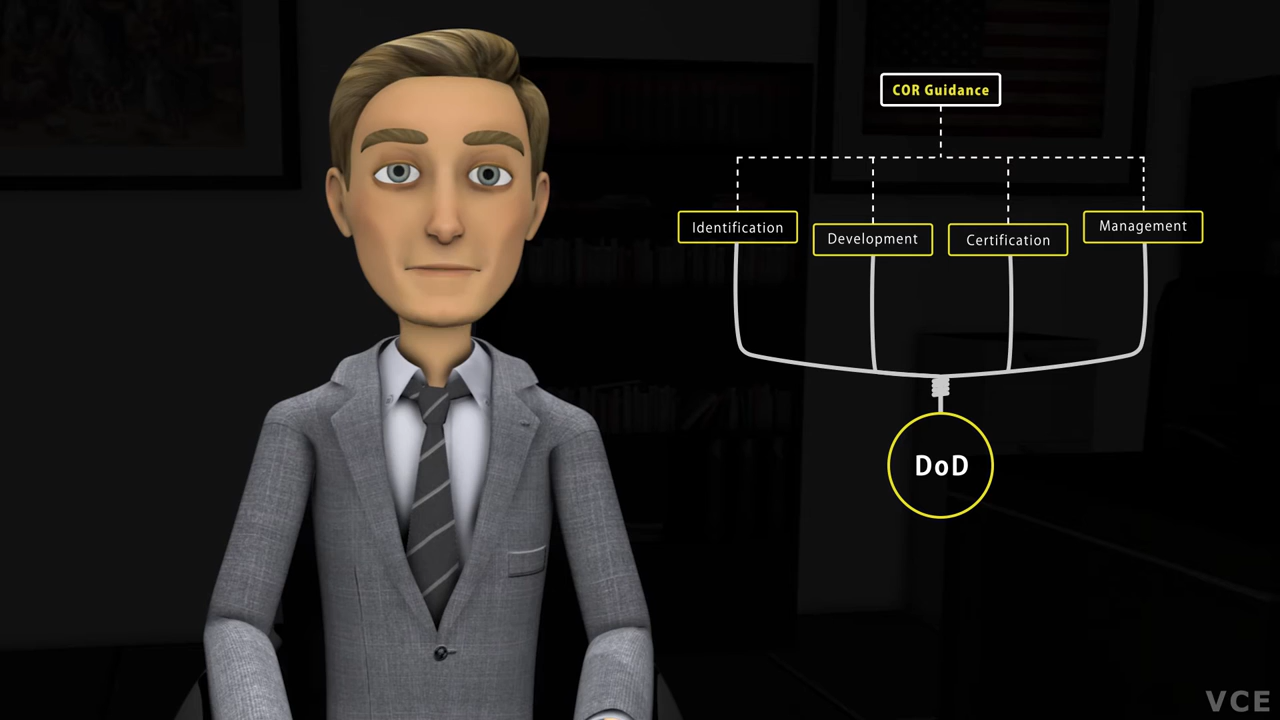 COR Guidance
Identification
Development
Certification
Management
DoD
VCE